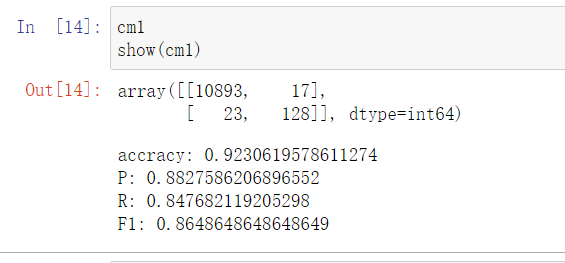 In [14]: cm1
show(cm1)
Out[14]: array([[10893, 17],
[ 23, 128]], dtype=int64)
accracy: 0.9230619578611274
P: 0.8827586206896552
R: 0.847682119205298
F1: 0.8648648648648649